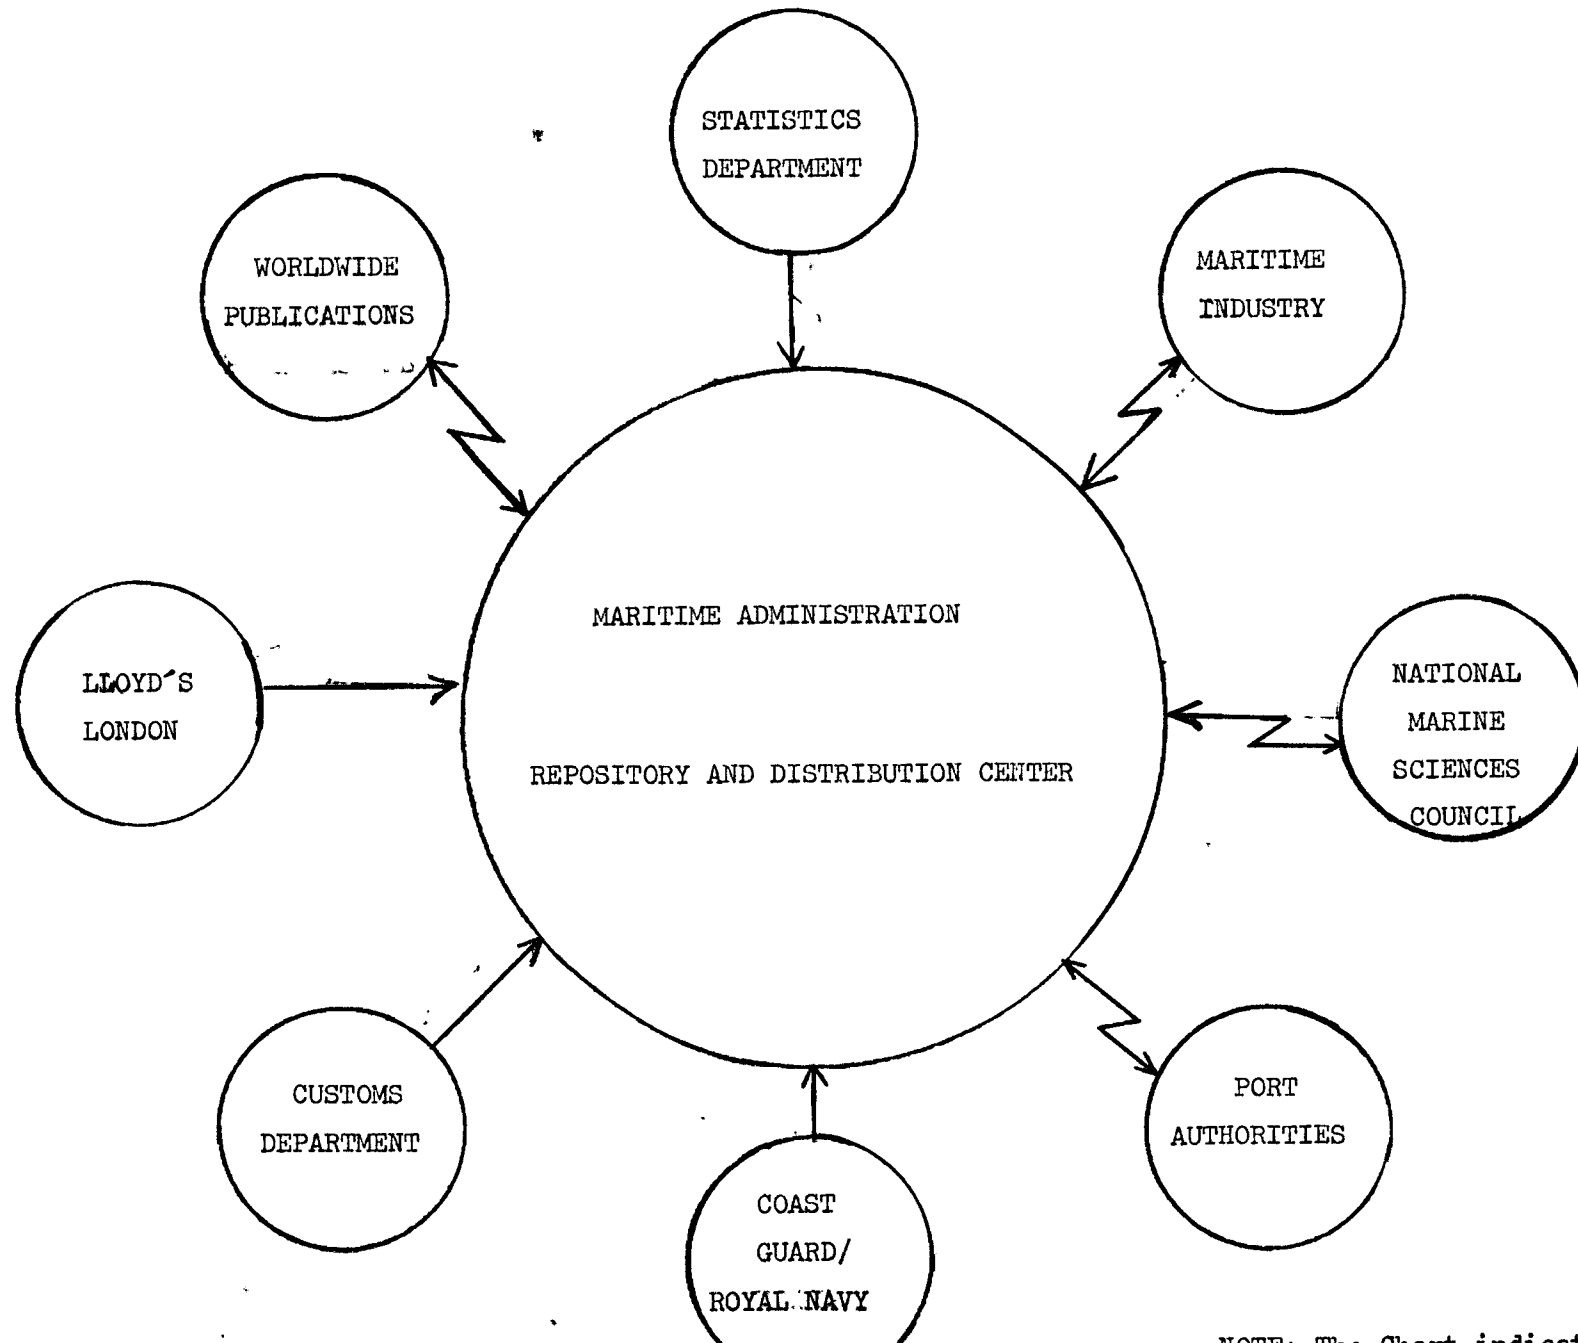 STATISTICS
DEPARTMENT
WORLDWIDE
PUBLICATIONS
MARITIME
INDUSTRY
MARITIME ADMINISTRATION
REPOSITORY AND DISTRIBUTION CENTER
LLOYD'S
LONDON
NATIONAL
MARINE
SCIENCES
COUNCIL
CUSTOMS
DEPARTMENT
COAST
GUARD/
ROYAL NAVY
PORT
AUTHORITIES
NOTE: The Chart